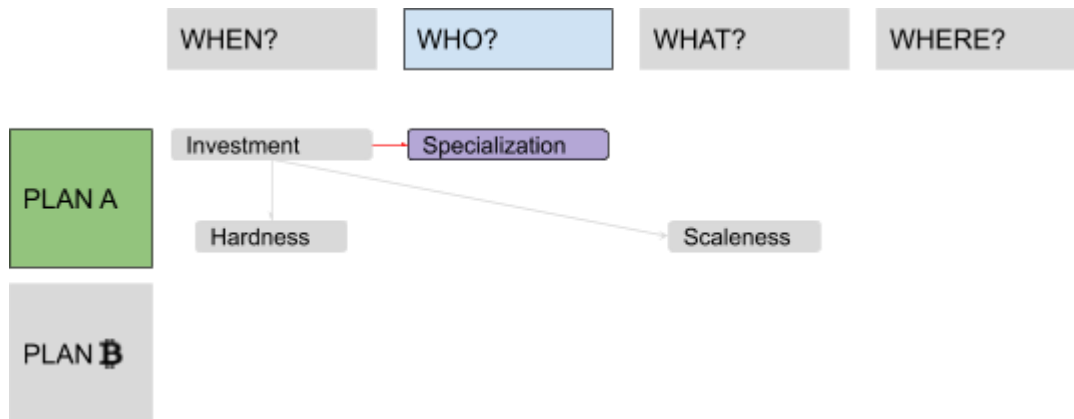 WHEN?
WHO?
WHAT?
WHERE?
PLAN A
Investment
Specialization
Hardness
Scaleness
PLAN ₿